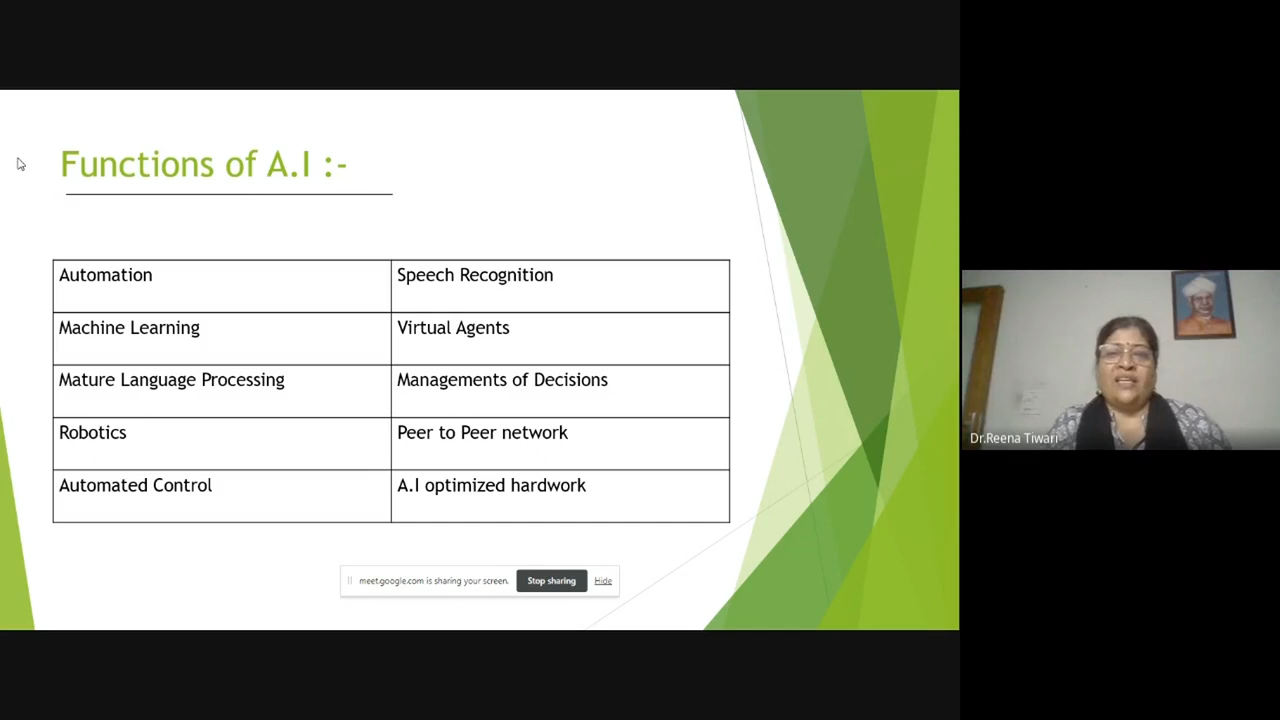 Functions of A.I :-
Automation
Speech Recognition
Machine Learning
Virtual Agents
Mature Language Processing
Managements of Decisions
Robotics
Peer to Peer network
Automated Control
A.I optimized hardwork
meet.google.com is sharing your screen. Stop sharing Hide
Dr.Reena Tiwari